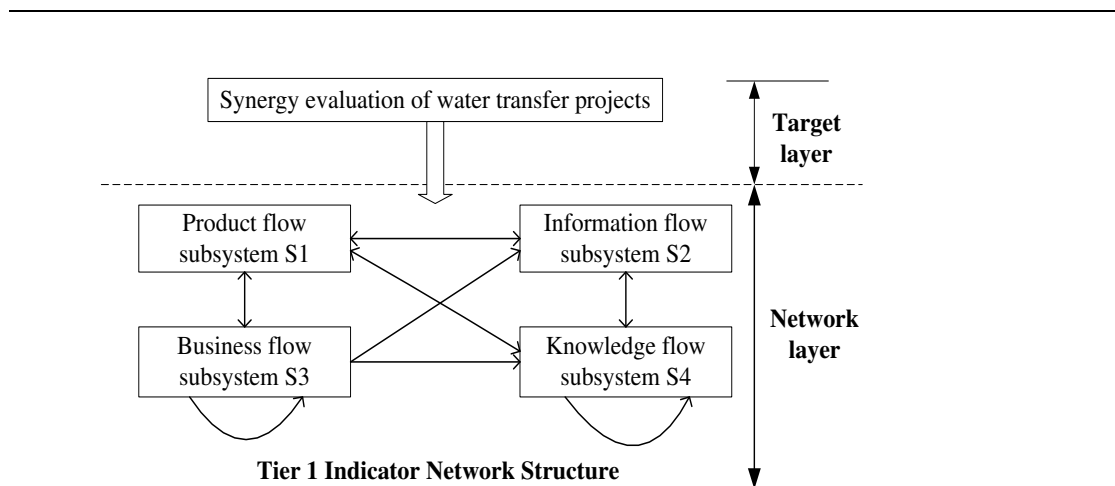 Synergy evaluation of water transfer projects
Target
layer
Product flow
subsystem S1
Information flow
subsystem S2
Business flow
subsystem S3
Knowledge flow
subsystem S4
Network
layer
Tier 1 Indicator Network Structure